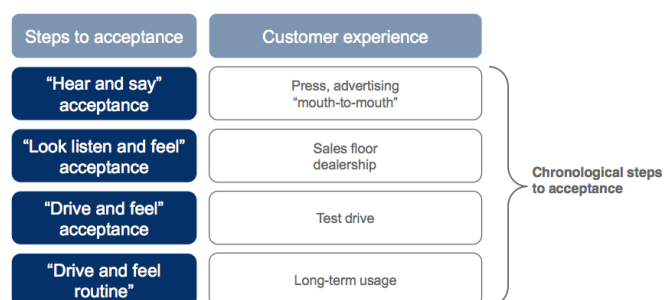 Steps to acceptance
Customer experience
“Hear and say”
acceptance
Press, advertising
“mouth-to-mouth”
“Look listen and feel”
acceptance
Sales floor
dealership
“Drive and feel”
acceptance
Test drive
“Drive and feel
routine”
Long-term usage
Chronological steps
to acceptance